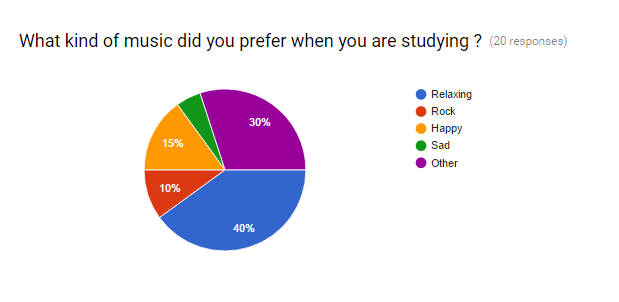 What kind of music did you prefer when you are studying ? (20 responses)
30%
15%
10%
40%
Relaxing
Rock
Happy
Sad
Other